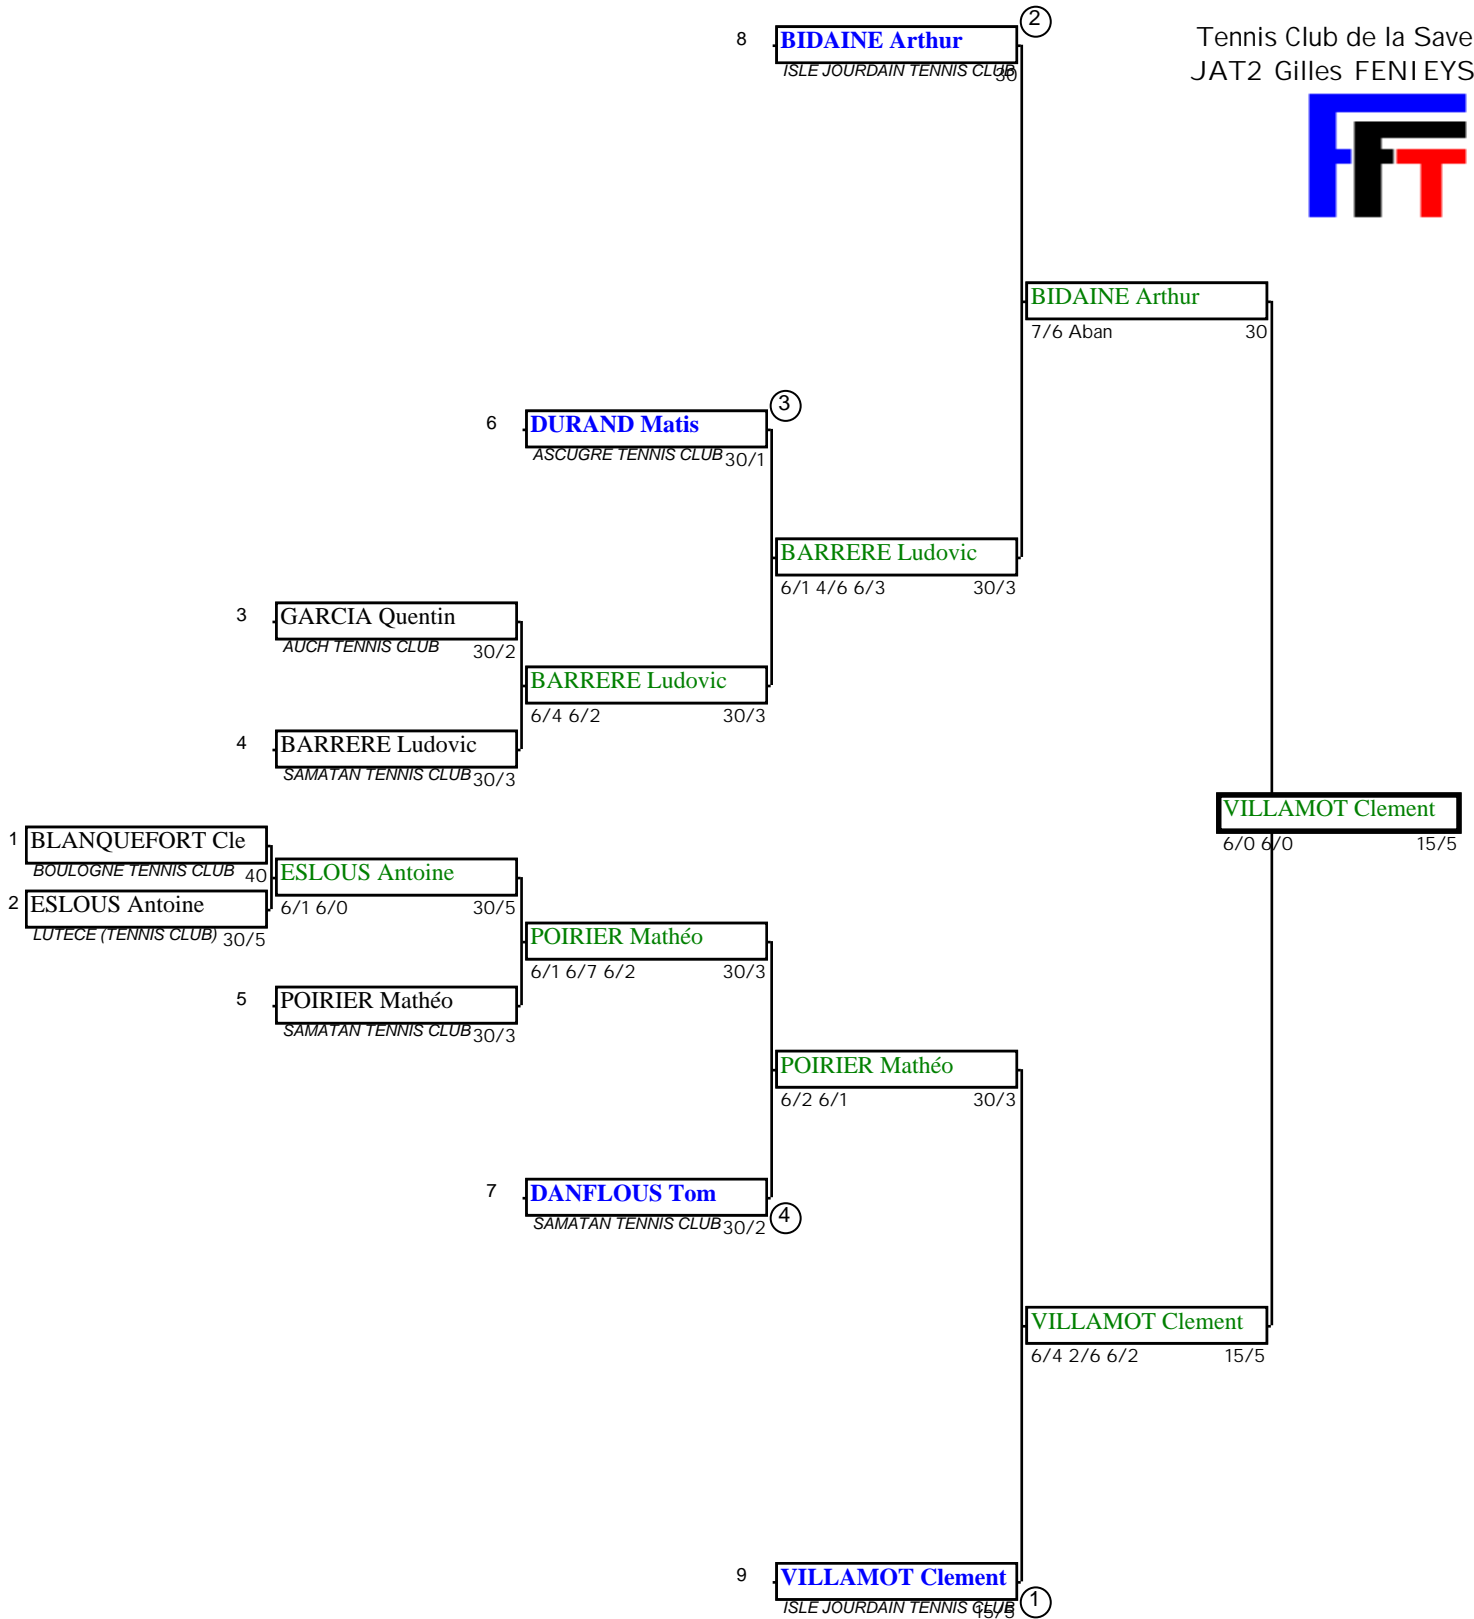 2
8
BIDAINE Arthur
ISLE JOURDAIN TENNIS CLUB
30
Tennis Club de la Save
JAT2 Gilles FENIEYS
FFT
BIDAINE Arthur
7/6 Aban 30
3
6
DURAND Matis
ASCUGRE TENNIS CLUB 30/1
BARRERE Ludovic
6/1 4/6 6/3 30/3
3
GARCIA Quentin
AUCH TENNIS CLUB 30/2
BARRERE Ludovic
6/4 6/2 30/3
4
BARRERE Ludovic
SAMATAN TENNIS CLUB 30/3
VILLAMOT Clement
6/0 6/0 15/5
1
BLANQUEFORT Cle
BOULOGNE TENNIS CLUB 40
ESLOUS Antoine
6/1 6/0 30/5
2
ESLOUS Antoine
LUTECE (TENNIS CLUB) 30/5
POIRIER Mathéo
6/1 6/7 6/2 30/3
5
POIRIER Mathéo
SAMATAN TENNIS CLUB 30/3
POIRIER Mathéo
6/2 6/1 30/3
7
DANFLOUS Tom
SAMATAN TENNIS CLUB 30/2
4
VILLAMOT Clement
6/4 2/6 6/2 15/5
9
VILLAMOT Clement
ISLE JOURDAIN TENNIS CLUB
15/5
1